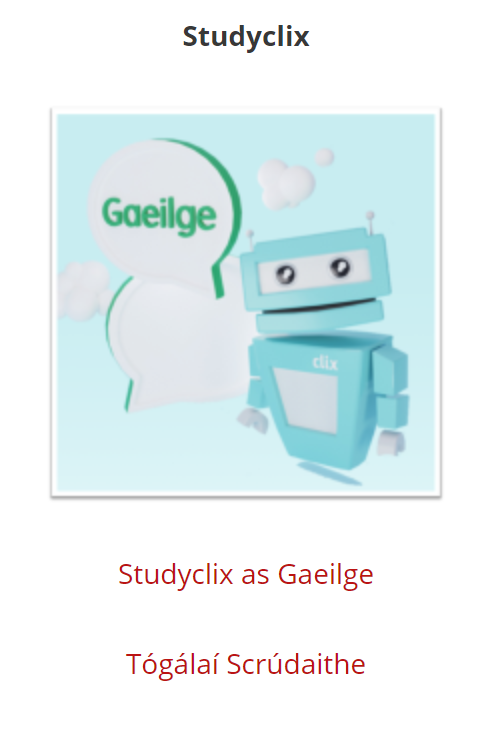 Studyclix
Gaeilge
clix
Studyclix as Gaeilge
Tógálaí Scrúdaithe